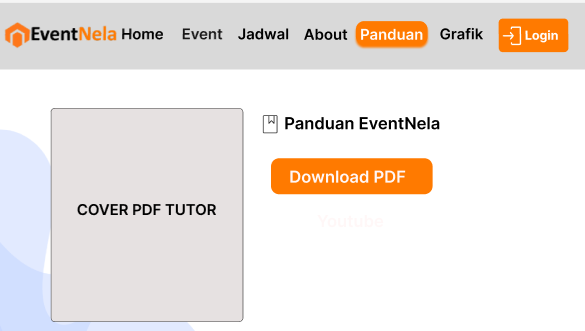 EventNela Home Event Jadwal About Panduan Grafik Login
Panduan EventNela
Download PDF
COVER PDF TUTOR
Youtube